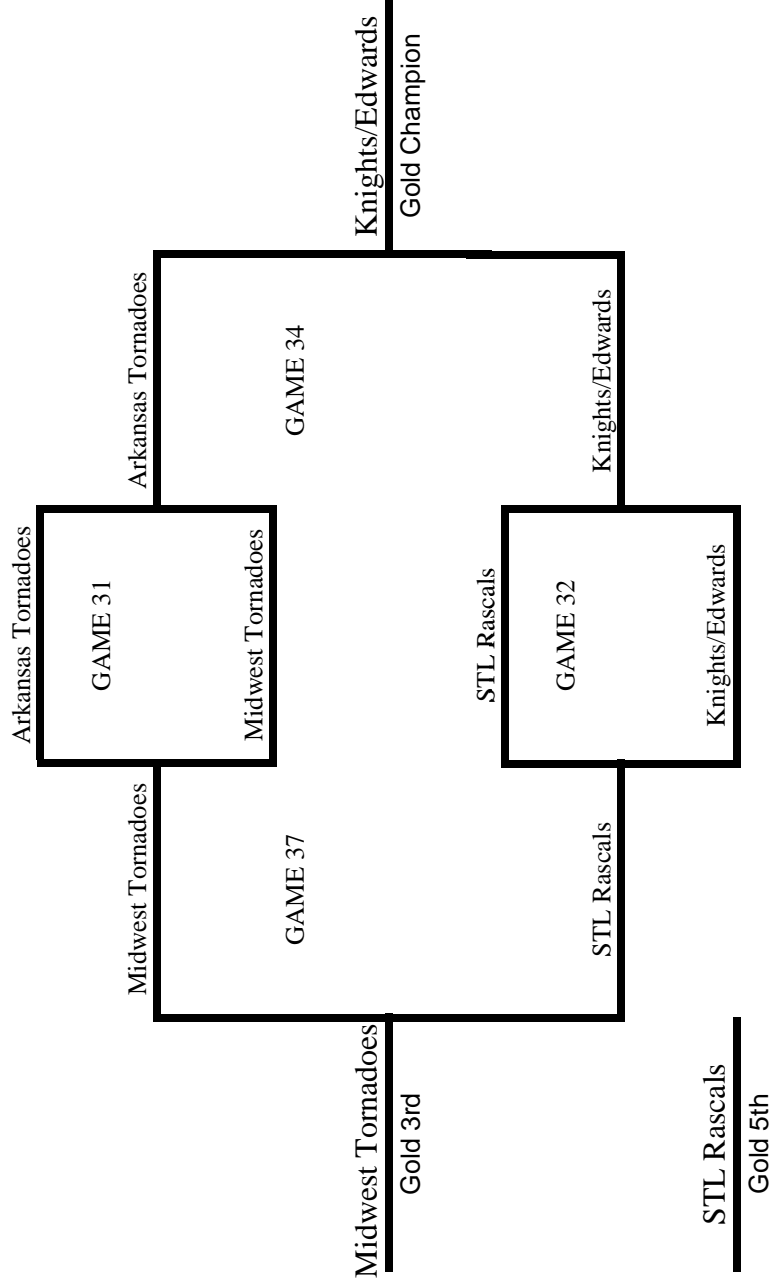 Arkansas Tornadoes
GAME 31
Midwest Tornadoes
Arkansas Tornadoes
Midwest Tornadoes
GAME 37
GAME 34
Midwest Tornadoes
Knights/Edwards
Gold 3rd
Gold Champion
STL Rascals
GAME 32
STL Rascals
Knights/Edwards
STL Rascals
Knights/Edwards
Gold 5th